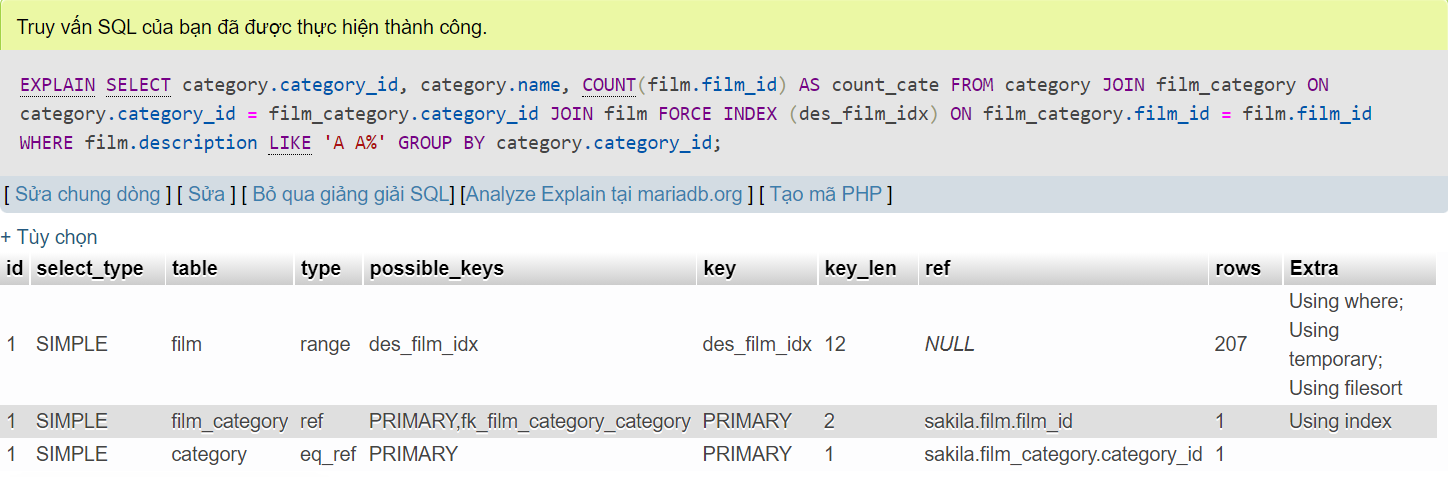 Truy vấn SQL của bạn đã được thực hiện thành công.
EXPLAIN SELECT category.category_id, category.name, COUNT(film.film_id) AS count_cate FROM category JOIN film_category ON
category.category_id = film_category.category_id JOIN film FORCE INDEX (des_film_idx) ON film_category.film_id = film.film_id
WHERE film.description LIKE 'A A%' GROUP BY category.category_id;
[ Sửa chung dòng ] [ Sửa ] [ Bỏ qua giảng giải SQL] [Analyze Explain tại mariadb.org ] [ Tạo mã PHP ]
+ Tùy chọn
id select_type table type possible_keys key key_len ref rows Extra
1 SIMPLE film range des_film_idx des_film_idx 12 NULL 207 Using where;
Using
temporary;
Using filesort
1 SIMPLE film_category ref PRIMARY,fk_film_category_category PRIMARY 2 sakila.film.film_id 1 Using index
1 SIMPLE category eq_ref PRIMARY PRIMARY 1 sakila.film_category.category_id 1